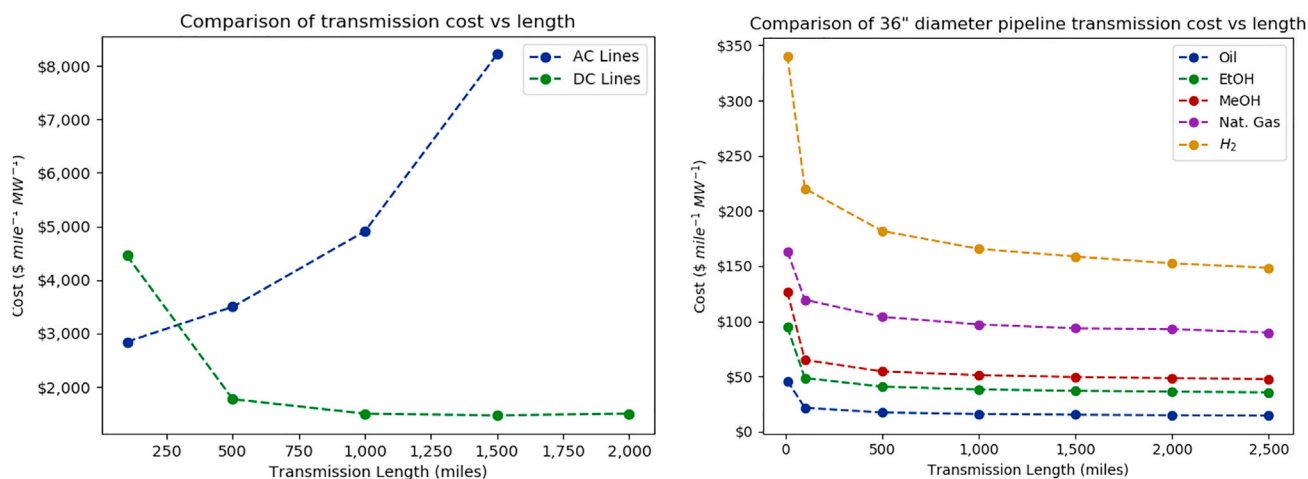 Comparison of transmission cost vs length
AC Lines
DC Lines
$8,000
$7,000
$6,000
$5,000
$4,000
$3,000
$2,000
Cost ($ mile⁻¹ MW⁻¹)
250
500
750
1,000
1,250
1,500
1,750
2,000
Transmission Length (miles)
Comparison of 36" diameter pipeline transmission cost vs length
Oil
EtOH
MeOH
Nat. Gas
H₂
$350
$300
$250
$200
$150
$100
$50
$0
Cost ($ mile⁻¹ MW⁻¹)
0
500
1,000
1,500
2,000
2,500
Transmission Length (miles)